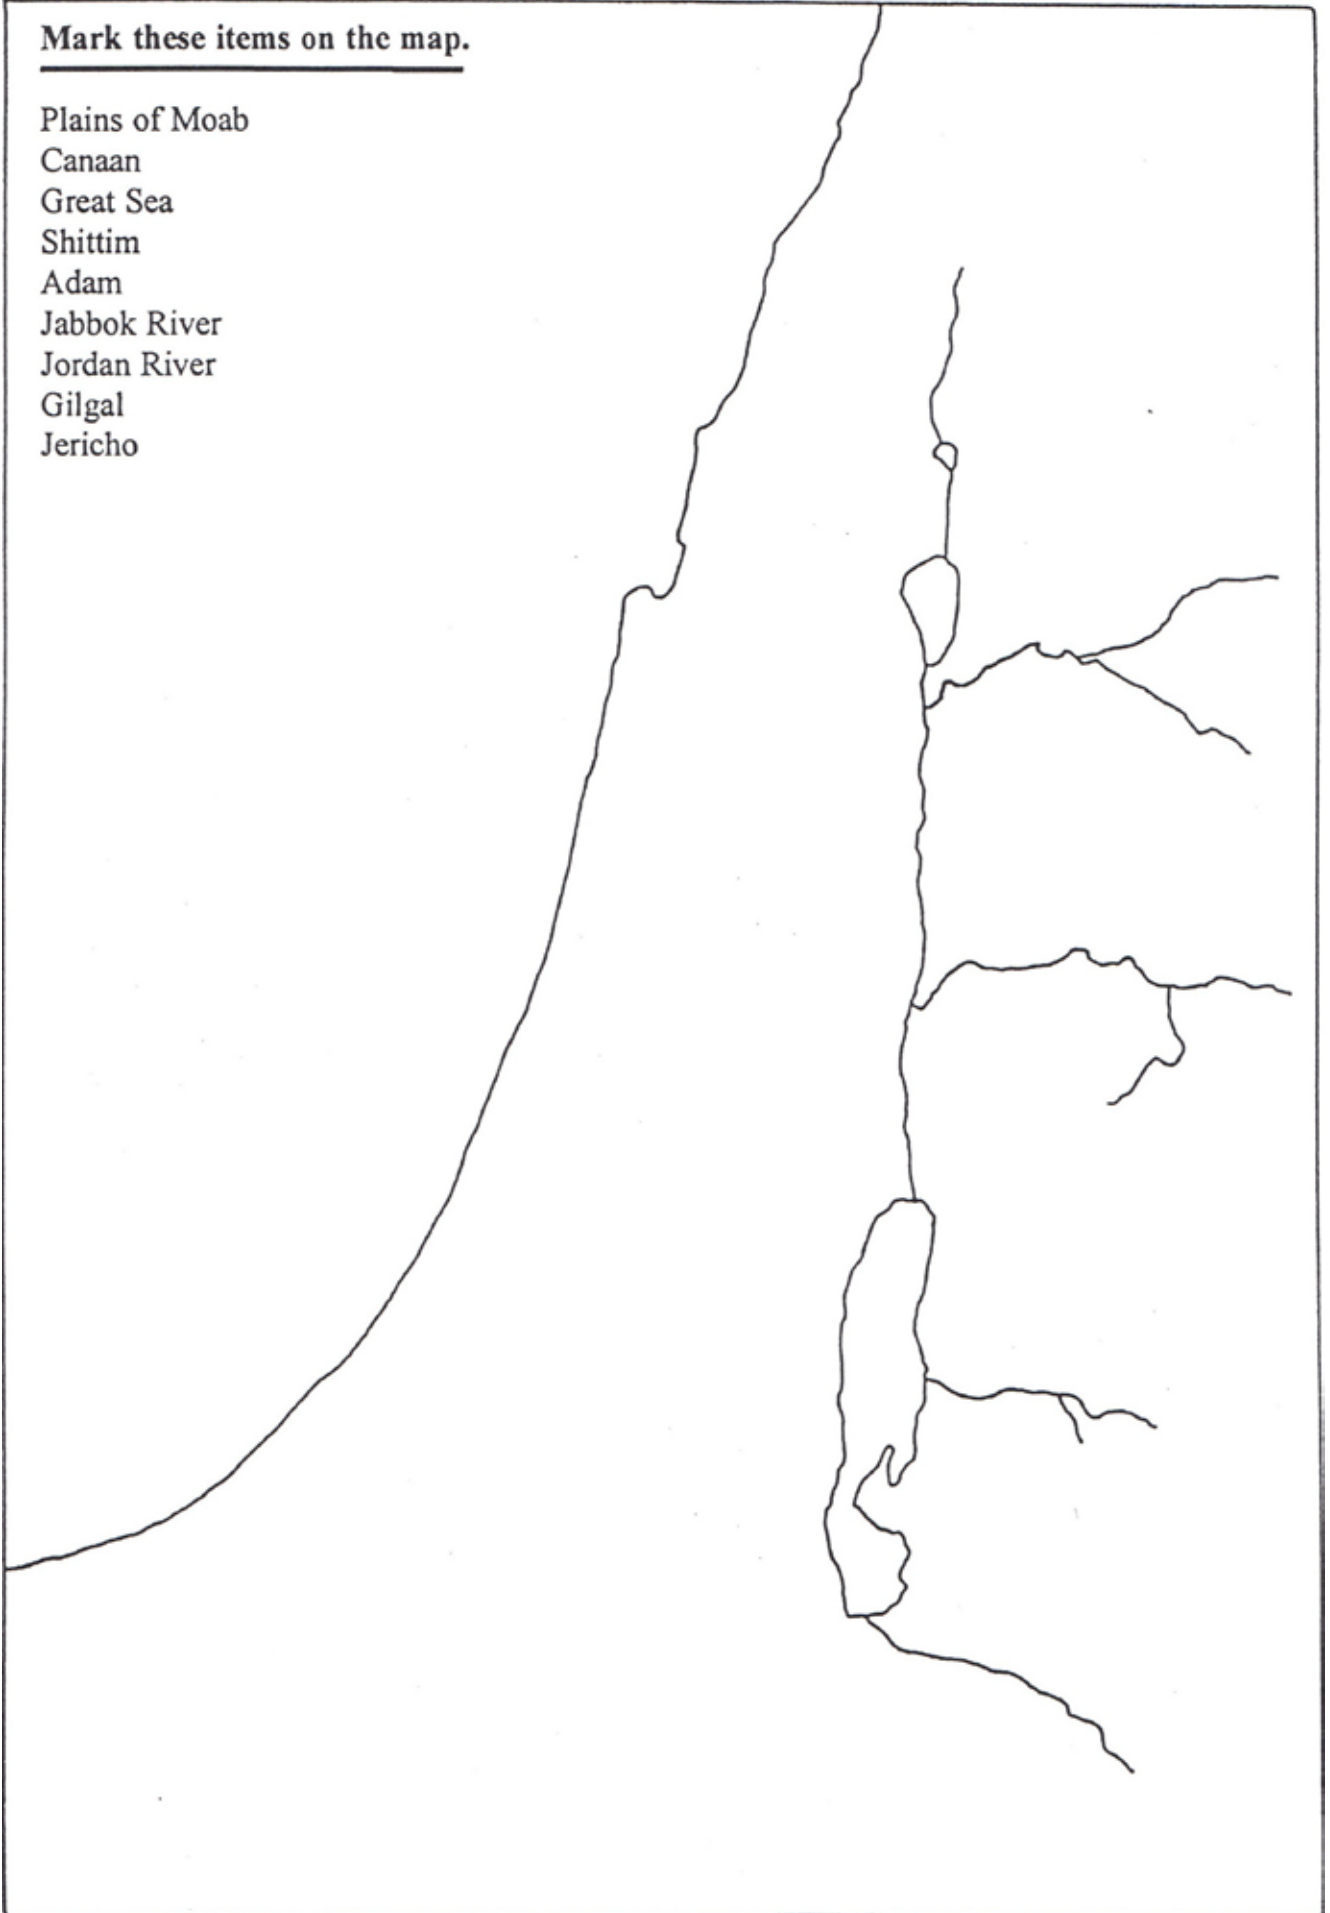 Mark these items on the map.
Plains of Moab
Canaan
Great Sea
Shittim
Adam
Jabbok River
Jordan River
Gilgal
Jericho